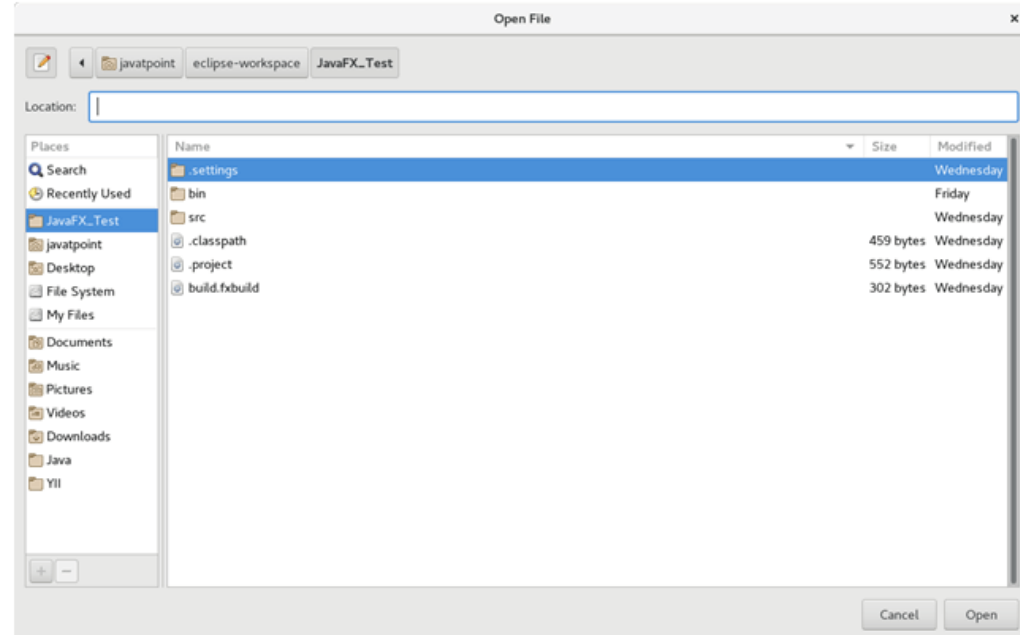 Open File
javatpoint eclipse-workspace JavaFX_Test
Location:
Places
Search
Recently Used
JavaFX_Test
javatpoint
Desktop
File System
My Files
Documents
Music
Pictures
Videos
Downloads
Java
YII
Name Size Modified
.settings Wednesday
bin Friday
src Wednesday
.classpath 459 bytes Wednesday
.project 552 bytes Wednesday
build.fxbuild 302 bytes Wednesday
Cancel Open